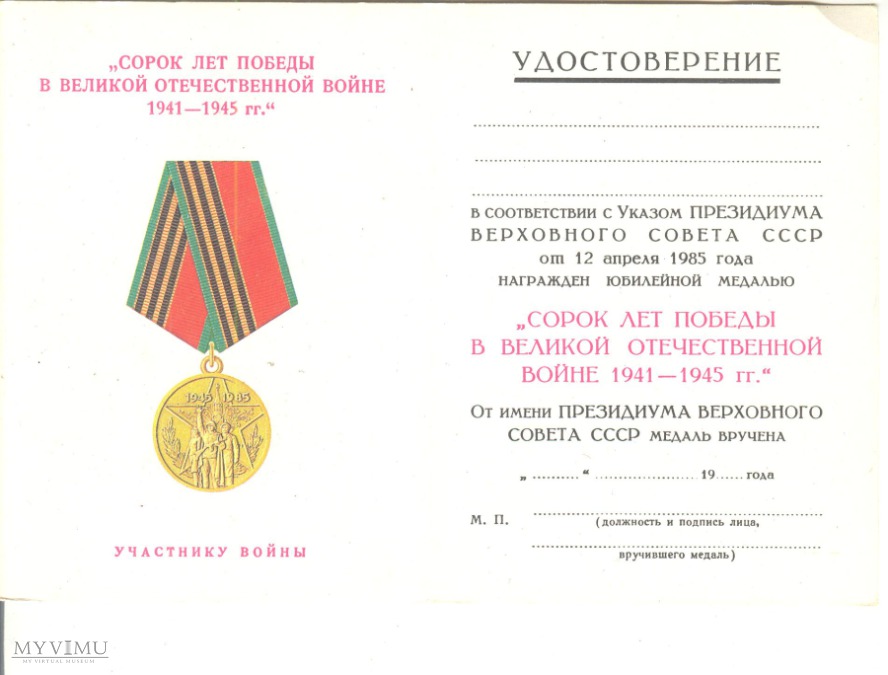 „СОРОК ЛЕТ ПОБЕДЫ
В ВЕЛИКОЙ ОТЕЧЕСТВЕННОЙ ВОЙНЕ
1941—1945 гг.“
1945 1985
УЧАСТНИКУ ВОЙНЫ
УДОСТОВЕРЕНИЕ
В СООТВЕТСТВИИ С УКАЗОМ ПРЕЗИДИУМА
ВЕРХОВНОГО СОВЕТА СССР
от 12 апреля 1985 года
НАГРАЖДЕН ЮБИЛЕЙНОЙ МЕДАЛЬЮ
„СОРОК ЛЕТ ПОБЕДЫ
В ВЕЛИКОЙ ОТЕЧЕСТВЕННОЙ
ВОЙНЕ 1941—1945 гг.“
ОТ ИМЕНИ ПРЕЗИДИУМА ВЕРХОВНОГО
СОВЕТА СССР МЕДАЛЬ ВРУЧЕНА
„ .......... “ ...................... 19 ...... года
М. П.
(должность и подпись лица,
вручившего медаль)
MYVIMU
MY VIRTUAL MUSEUM